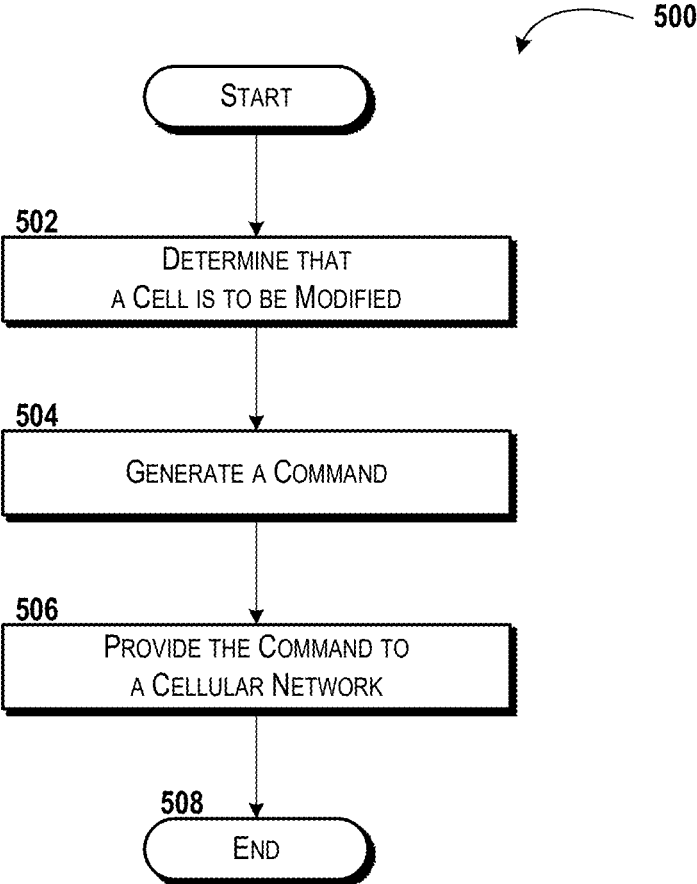 500
START
502
DETERMINE THAT
A CELL IS TO BE MODIFIED
504
GENERATE A COMMAND
506
PROVIDE THE COMMAND TO
A CELLULAR NETWORK
508
END